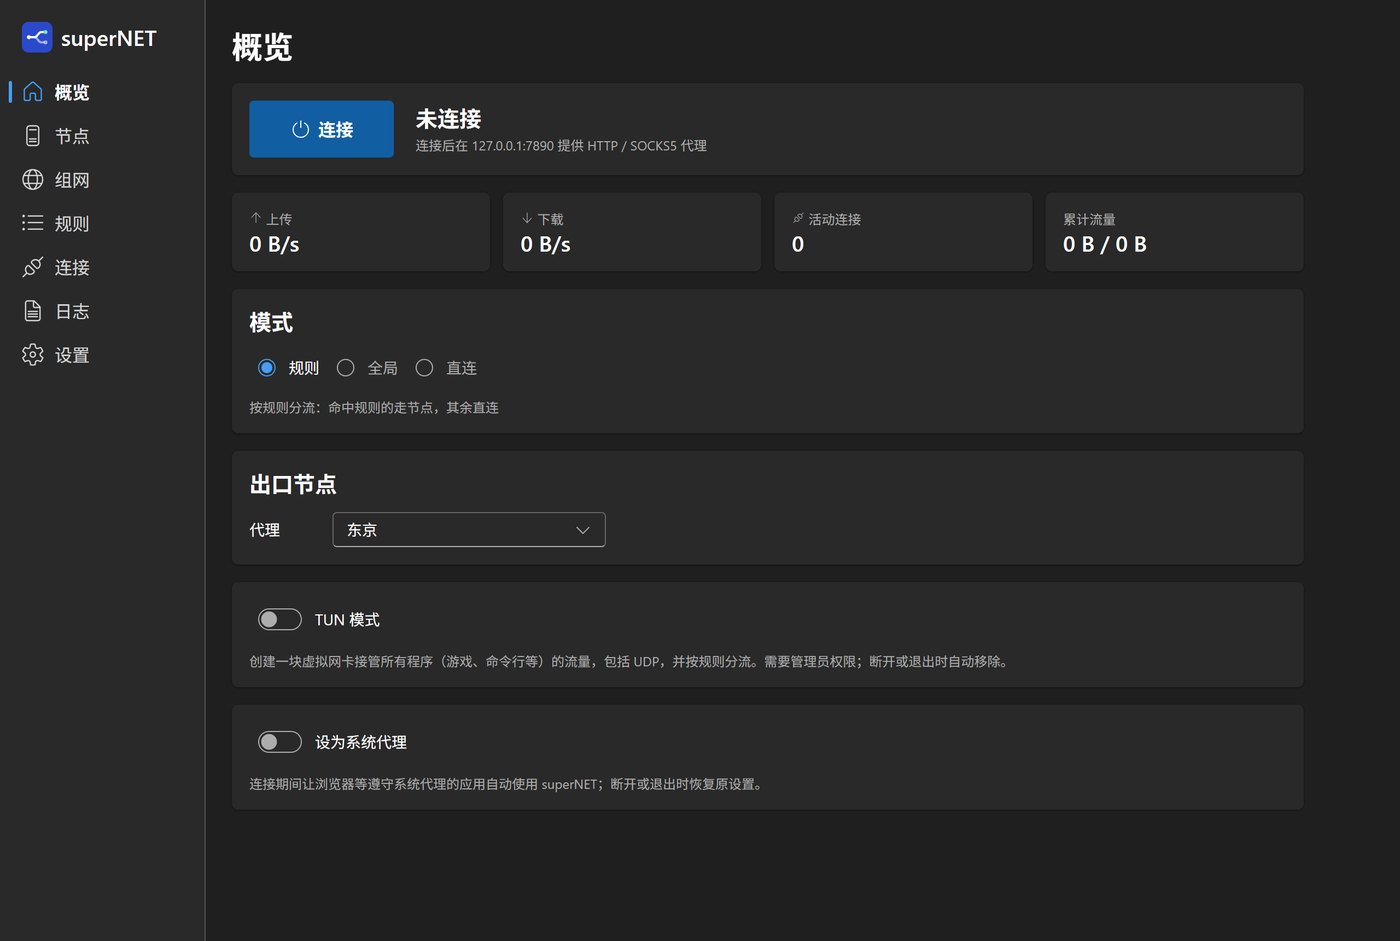 superNET
概览
节点
组网
规则
连接
日志
设置
概览
连接
未连接
连接后在 127.0.0.1:7890 提供 HTTP / SOCKS5 代理
上传
0 B/s
下载
0 B/s
活动连接
0
累计流量
0 B / 0 B
模式
规则 全局 直连
按规则分流：命中规则的走节点，其余直连
出口节点
代理 东京
TUN 模式
创建一块虚拟网卡接管所有程序（游戏、命令行等）的流量，包括 UDP，并按规则分流。需要管理员权限；断开或退出时自动移除。
设为系统代理
连接期间让浏览器等遵守系统代理的应用自动使用 superNET；断开或退出时恢复原设置。